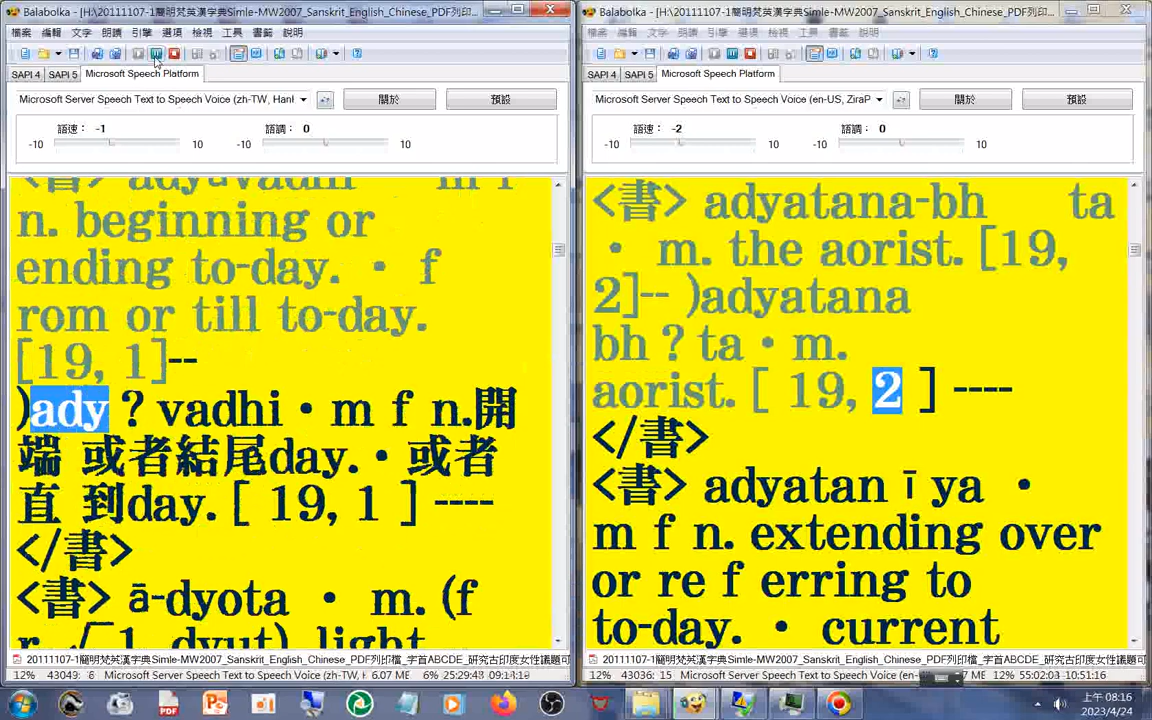 Balabolka - [H:\20111107-1簡明梵英漢字典Simle-MW2007_Sanskrit_English_Chinese_PDF列印...
檔案 編輯 文字 朗讀 引擎 選項 檢視 工具 書籤 說明
SAPI 4 SAPI 5 Microsoft Speech Platform
Microsoft Server Speech Text to Speech Voice (zh-TW, Hanl
關於 預設
語速： -1 語調： 0
-10 10 -10 10
<書> adyāvadhi m f
n. beginning or
ending to-day. • f
rom or till to-day.
[19, 1]--
)ady？vadhi • m f n.開
端 或者結尾day. • 或者
直 到day. [ 19, 1 ] ----
</書>
<書> ā-dyota • m. (f
r. √1. dyut) light
20111107-1簡明梵英漢字典Simle-MW2007_Sanskrit_English_Chinese_PDF列印檔_字首ABCDE_研究古印度女性議題可
12% 43049: 6 Microsoft Server Speech Text to Speech Voice (zh-TW, H 6.07 ME 6% 25:29:48 09:14:19
Balabolka - [H:\20111107-1簡明梵英漢字典Simle-MW2007_Sanskrit_English_Chinese_PDF列印...
檔案 編輯 文字 朗讀 引擎 選項 檢視 工具 書籤 說明
SAPI 4 SAPI 5 Microsoft Speech Platform
Microsoft Server Speech Text to Speech Voice (en-US, ZiraP
關於 預設
語速： -2 語調： 0
-10 10 -10 10
<書> adyatana-bh ta
• m. the aorist. [19,
2]-- )adyatana
bh？ta • m.
aorist. [ 19, 2 ] ----
</書>
<書> adyatanīya •
m f n. extending over
or re f erring to
to-day. • current
20111107-1簡明梵英漢字典Simle-MW2007_Sanskrit_English_Chinese_PDF列印檔_字首ABCDE_研究古印度女性議題可
12% 43036: 15 Microsoft Server Speech Text to Speech Voice (en-U 12% 55:02:03 10:51:16
上午 08:16
2023/4/24